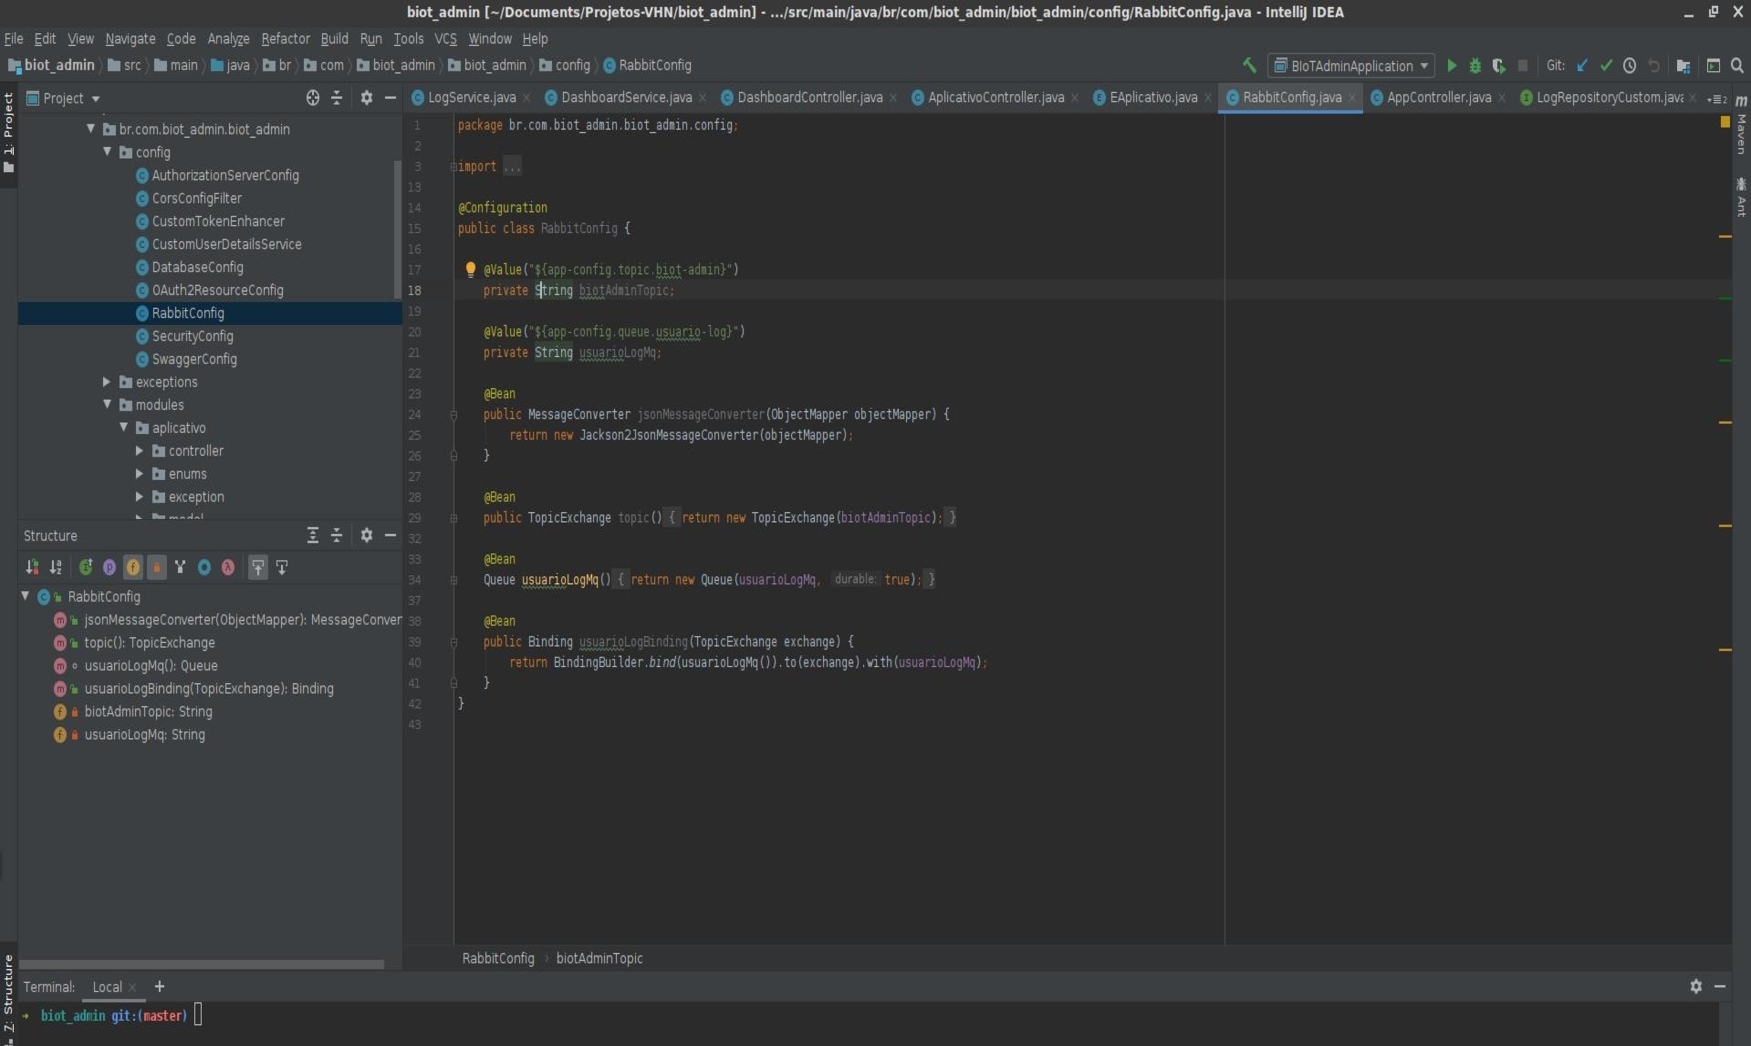 biot_admin [~/Documents/Projetos-VHN/biot_admin] - .../src/main/java/br/com/biot_admin/biot_admin/config/RabbitConfig.java - IntelliJ IDEA
File Edit View Navigate Code Analyze Refactor Build Run Tools VCS Window Help
biot_admin src main java br com biot_admin biot_admin config RabbitConfig
BIoTAdminApplication Git:
1: Project
Project
LogService.java DashboardService.java DashboardController.java AplicativoController.java EAplicativo.java RabbitConfig.java AppController.java LogRepositoryCustom.java
Maven
Ant
br.com.biot_admin.biot_admin
config
AuthorizationServerConfig
CorsConfigFilter
CustomTokenEnhancer
CustomUserDetailsService
DatabaseConfig
OAuth2ResourceConfig
RabbitConfig
SecurityConfig
SwaggerConfig
exceptions
modules
aplicativo
controller
enums
exception
model
Structure
RabbitConfig
jsonMessageConverter(ObjectMapper): MessageConver
topic(): TopicExchange
usuarioLogMq(): Queue
usuarioLogBinding(TopicExchange): Binding
biotAdminTopic: String
usuarioLogMq: String
Z: Structure
1 package br.com.biot_admin.biot_admin.config;
2
3 import ...
13
14 @Configuration
15 public class RabbitConfig {
16
17 @Value("${app-config.topic.biot-admin}")
18 private String biotAdminTopic;
19
20 @Value("${app-config.queue.usuario-log}")
21 private String usuarioLogMq;
22
23 @Bean
24 public MessageConverter jsonMessageConverter(ObjectMapper objectMapper) {
25 return new Jackson2JsonMessageConverter(objectMapper);
26 }
27
28 @Bean
29 public TopicExchange topic() { return new TopicExchange(biotAdminTopic); }
32
33 @Bean
34 Queue usuarioLogMq() { return new Queue(usuarioLogMq, durable: true); }
37
38 @Bean
39 public Binding usuarioLogBinding(TopicExchange exchange) {
40 return BindingBuilder.bind(usuarioLogMq()).to(exchange).with(usuarioLogMq);
41 }
42 }
43
RabbitConfig biotAdminTopic
Terminal: Local +
biot_admin git:(master)